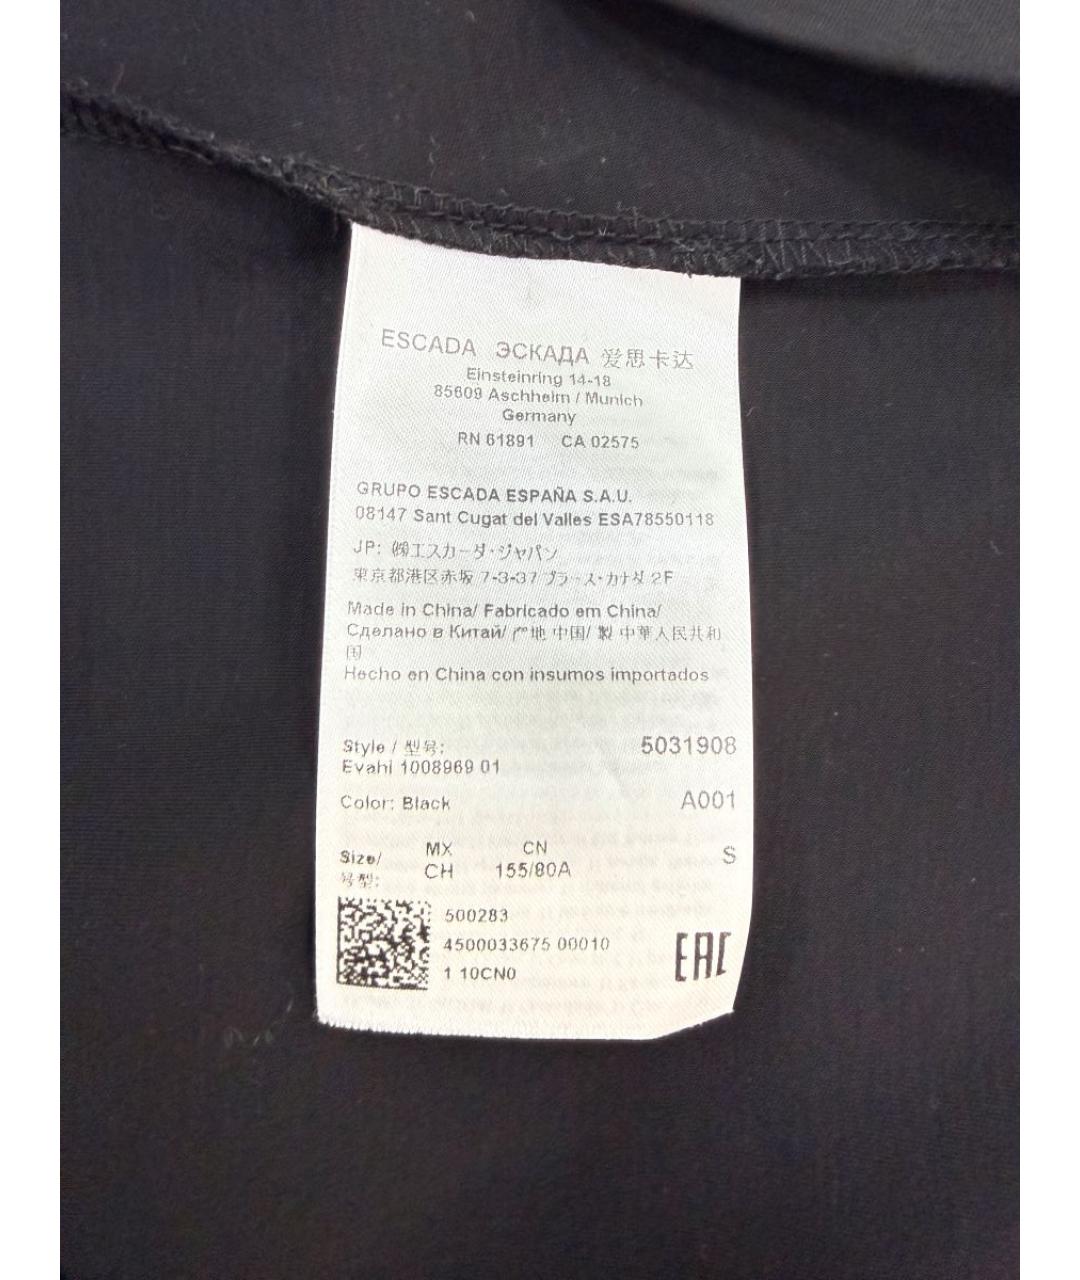 ESCADA ЭСКАДА 爱思卡达
Einsteinring 14-18
85609 Aschheim / Munich
Germany
RN 61891 CA 02575
GRUPO ESCADA ESPAÑA S.A.U.
08147 Sant Cugat del Valles ESA78550118
JP: ㈱エスカーダ・ジャパン
東京都港区赤坂 7-3-37 プラース・カナダ 2F
Made in China/ Fabricado em China/
Сделано в Китай/ 产地 中国/ 製 中華人民共和
国
Hecho en China con insumos importados
Style / 型号: 5031908
Evahi 1008969 01
Color: Black A001
Size/ MX CN S
号型: CH 155/80A
500283
4500033675 00010
1 10CN0
EAC